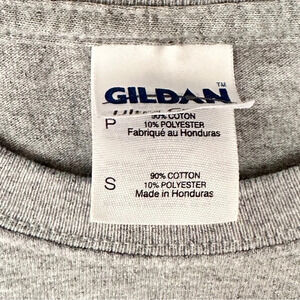 GILDAN™
P
90% COTON
10% POLYESTER
Fabriqué au Honduras
S
90% COTTON
10% POLYESTER
Made in Honduras